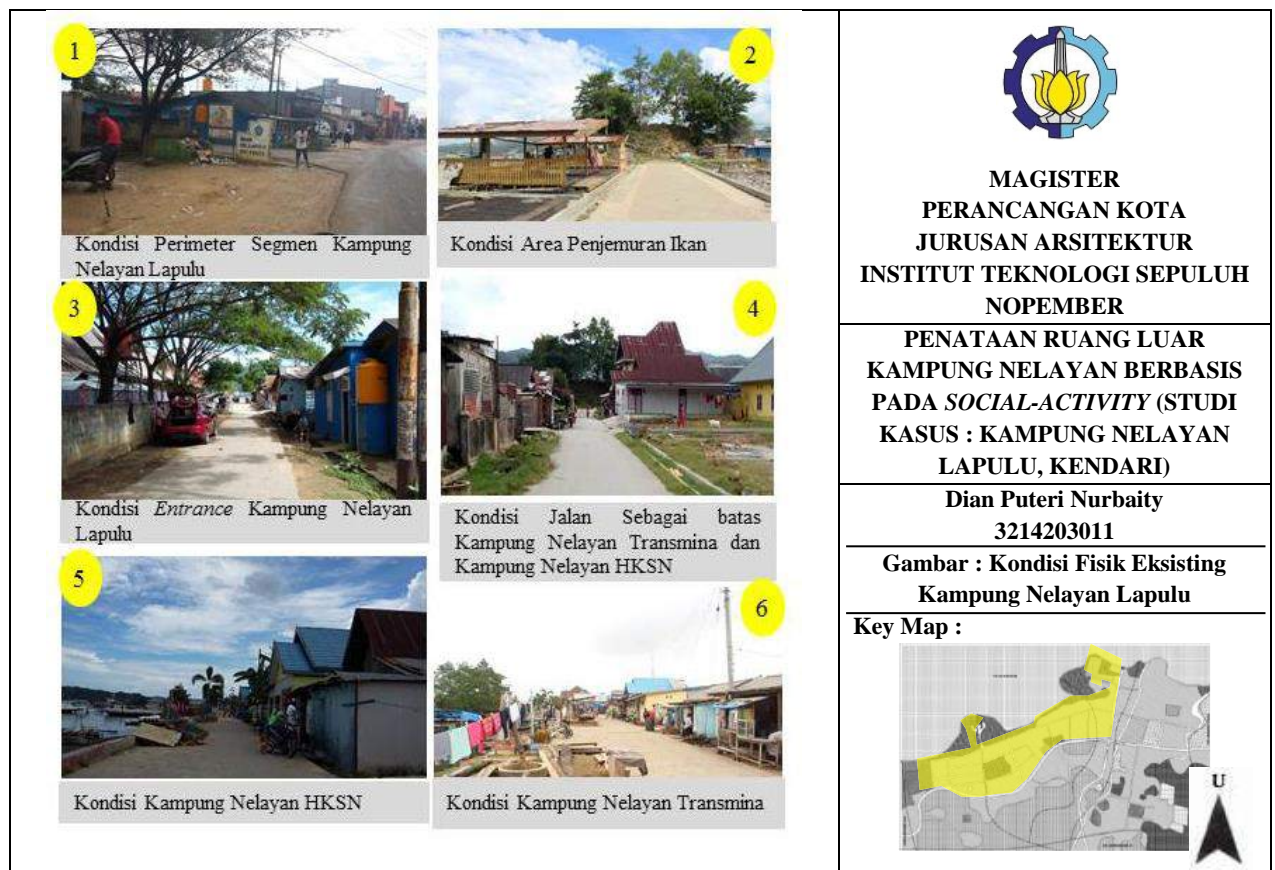 1
2
Kondisi Perimeter Segmen Kampung
Nelayan Lapulu
Kondisi Area Penjemuran Ikan
3
4
Kondisi Entrance Kampung Nelayan
Lapulu
Kondisi Jalan Sebagai batas
Kampung Nelayan Transmina dan
Kampung Nelayan HKSN
5
6
Kondisi Kampung Nelayan HKSN
Kondisi Kampung Nelayan Transmina
MAGISTER
PERANCANGAN KOTA
JURUSAN ARSITEKTUR
INSTITUT TEKNOLOGI SEPULUH
NOPEMBER
PENATAAN RUANG LUAR
KAMPUNG NELAYAN BERBASIS
PADA SOCIAL-ACTIVITY (STUDI
KASUS : KAMPUNG NELAYAN
LAPULU, KENDARI)
Dian Puteri Nurbaity
3214203011
Gambar : Kondisi Fisik Eksisting
Kampung Nelayan Lapulu
Key Map :
U